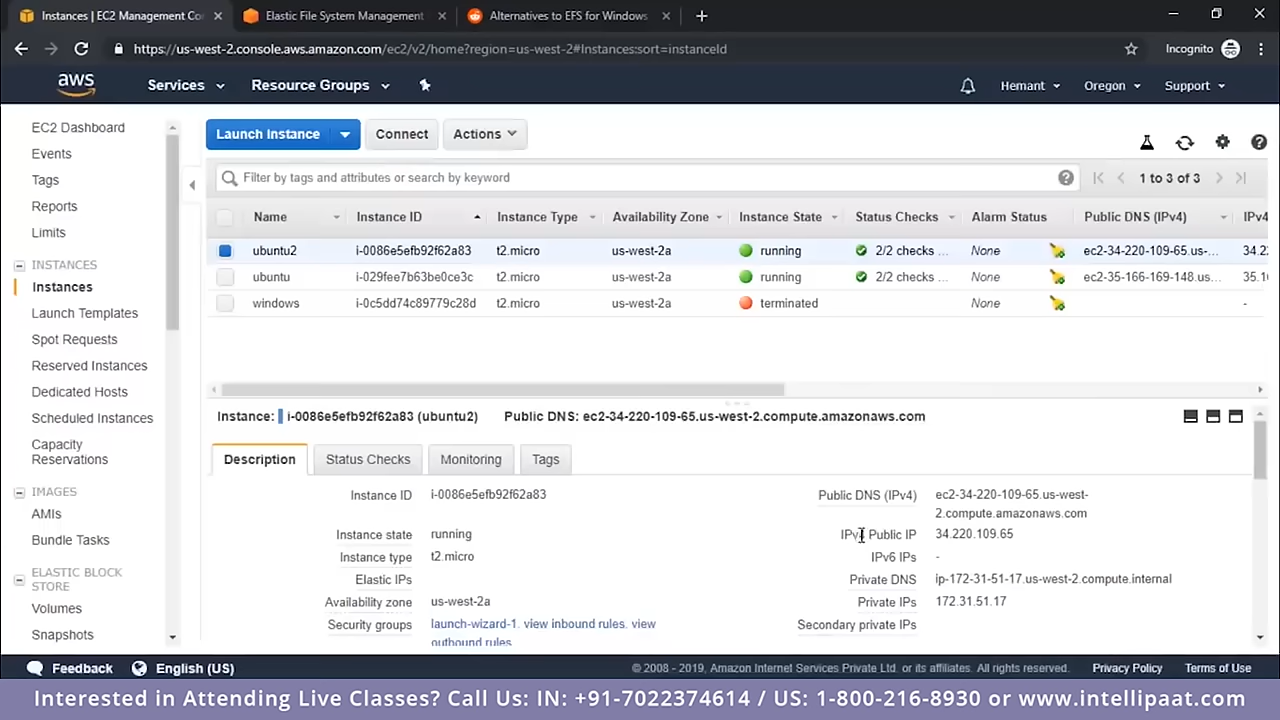 Instances | EC2 Management Co
Elastic File System Management
Alternatives to EFS for Windows
https://us-west-2.console.aws.amazon.com/ec2/v2/home?region=us-west-2#Instances:sort=instanceId
Incognito
aws
Services
Resource Groups
Hemant
Oregon
Support
EC2 Dashboard
Events
Tags
Reports
Limits
INSTANCES
Instances
Launch Templates
Spot Requests
Reserved Instances
Dedicated Hosts
Scheduled Instances
Capacity
Reservations
IMAGES
AMIs
Bundle Tasks
ELASTIC BLOCK
STORE
Volumes
Snapshots
Launch Instance
Connect
Actions
Filter by tags and attributes or search by keyword
1 to 3 of 3
Name Instance ID Instance Type Availability Zone Instance State Status Checks Alarm Status Public DNS (IPv4) IPv4
ubuntu2 i-0086e5efb92f62a83 t2.micro us-west-2a running 2/2 checks ... None ec2-34-220-109-65.us-... 34.2
ubuntu i-029fee7b63be0ce3c t2.micro us-west-2a running 2/2 checks ... None ec2-35-166-169-148.us... 35.1
windows i-0c5dd74c89779c28d t2.micro us-west-2a terminated None -
Instance: i-0086e5efb92f62a83 (ubuntu2) Public DNS: ec2-34-220-109-65.us-west-2.compute.amazonaws.com
Description Status Checks Monitoring Tags
Instance ID i-0086e5efb92f62a83
Instance state running
Instance type t2.micro
Elastic IPs
Availability zone us-west-2a
Security groups launch-wizard-1. view inbound rules. view
outbound rules
Public DNS (IPv4) ec2-34-220-109-65.us-west-
2.compute.amazonaws.com
IPv4 Public IP 34.220.109.65
IPv6 IPs -
Private DNS ip-172-31-51-17.us-west-2.compute.internal
Private IPs 172.31.51.17
Secondary private IPs
Feedback
English (US)
© 2008 - 2019, Amazon Internet Services Private Ltd. or its affiliates. All rights reserved.
Privacy Policy
Terms of Use
Interested in Attending Live Classes? Call Us: IN: +91-7022374614 / US: 1-800-216-8930 or www.intellipaat.com